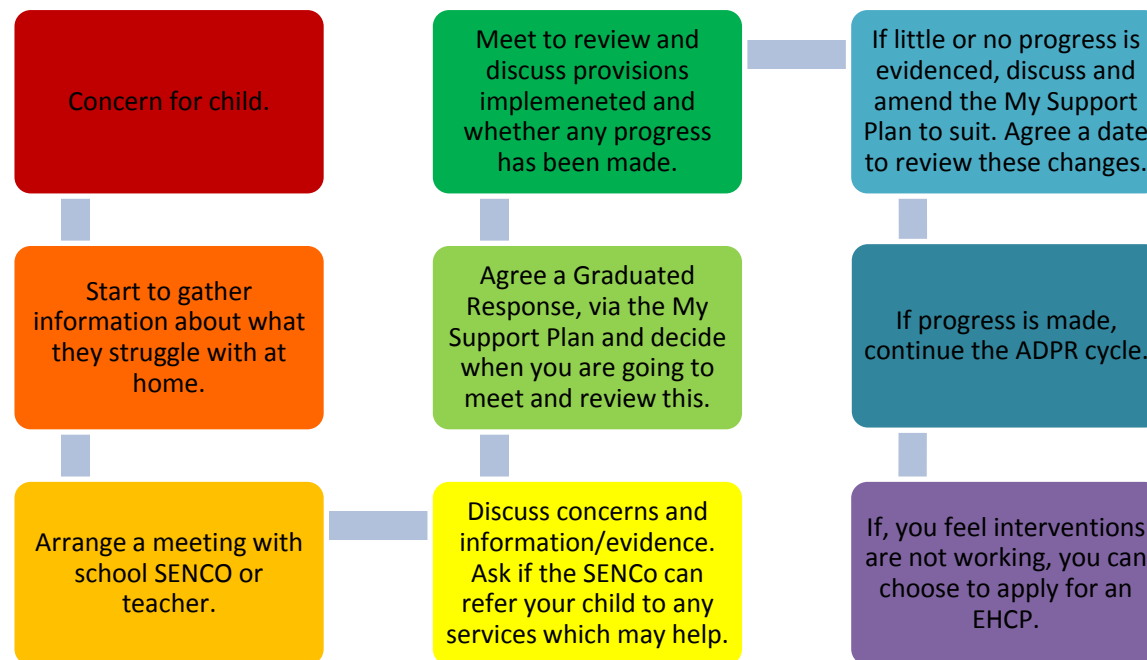 Concern for child.
Start to gather
information about what
they struggle with at
home.
Arrange a meeting with
school SENCO or
teacher.
Discuss concerns and
information/evidence.
Ask if the SENCo can
refer your child to any
services which may help.
Agree a Graduated
Response, via the My
Support Plan and decide
when you are going to
meet and review this.
Meet to review and
discuss provisions
implemeneted and
whether any progress
has been made.
If little or no progress is
evidenced, discuss and
amend the My Support
Plan to suit. Agree a date
to review these changes.
If progress is made,
continue the ADPR cycle.
If, you feel interventions
are not working, you can
choose to apply for an
EHCP.